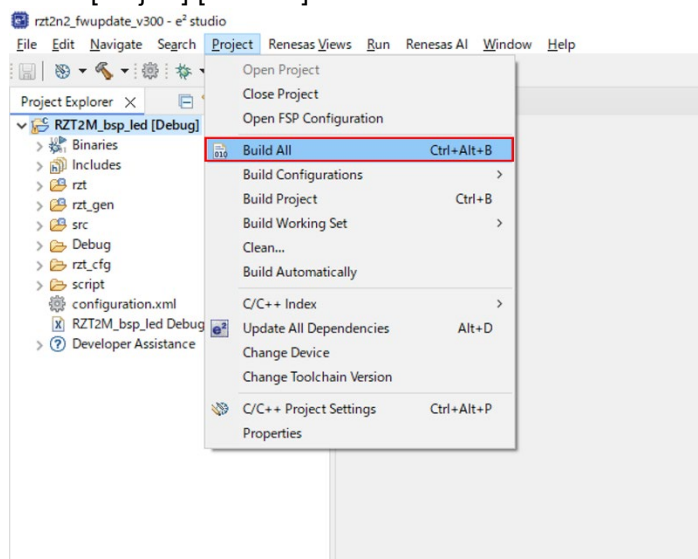 rzt2n2_fwupdate_v300 - e² studio
File Edit Navigate Search Project Renesas Views Run Renesas AI Window Help
Project Explorer
RZT2M_bsp_led [Debug]
Binaries
Includes
rzt
rzt_gen
src
Debug
rzt_cfg
script
configuration.xml
RZT2M_bsp_led Debug
Developer Assistance
Open Project
Close Project
Open FSP Configuration
Build All Ctrl+Alt+B
Build Configurations
Build Project Ctrl+B
Build Working Set
Clean...
Build Automatically
C/C++ Index
Update All Dependencies Alt+D
Change Device
Change Toolchain Version
C/C++ Project Settings Ctrl+Alt+P
Properties